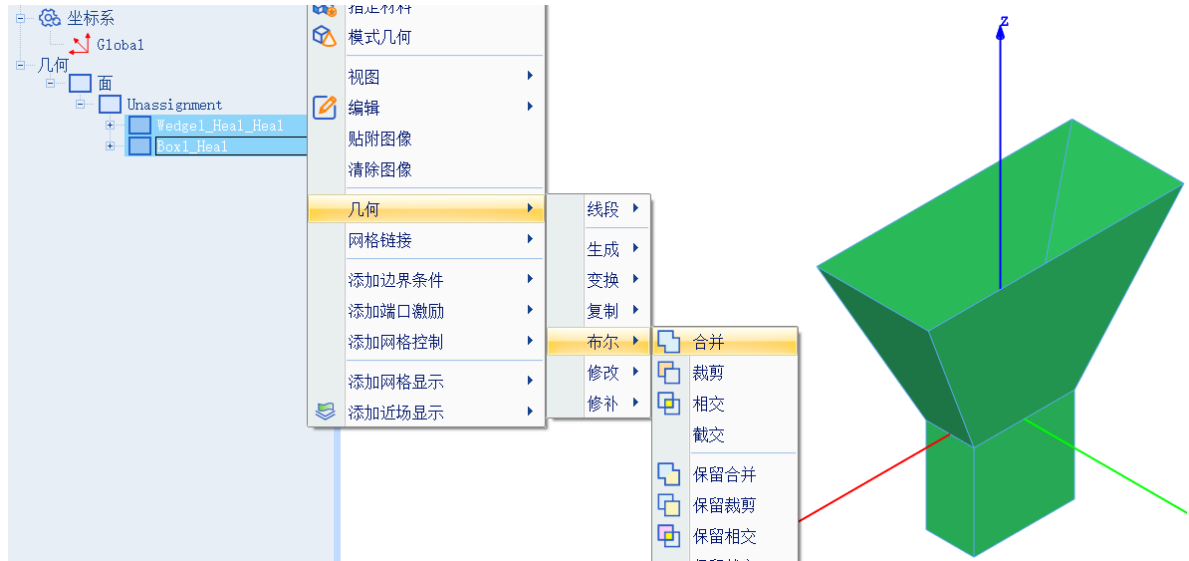 坐标系
Global
几何
面
Unassignment
Wedge1_Heal_Heal
Box1_Heal
指定材料
模式几何
视图
编辑
贴附图像
清除图像
几何
网格链接
添加边界条件
添加端口激励
添加网格控制
添加网格显示
添加近场显示
线段
生成
变换
复制
布尔
修改
修补
合并
裁剪
相交
截交
保留合并
保留裁剪
保留相交
Z